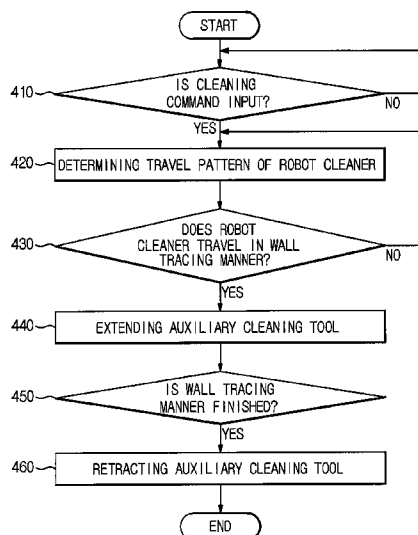 START
410
IS CLEANING
COMMAND INPUT?
NO
YES
420
DETERMINING TRAVEL PATTERN OF ROBOT CLEANER
430
DOES ROBOT
CLEANER TRAVEL IN WALL
TRACING MANNER?
NO
YES
440
EXTENDING AUXILIARY CLEANING TOOL
450
IS WALL TRACING
MANNER FINISHED?
YES
460
RETRACTING AUXILIARY CLEANING TOOL
END